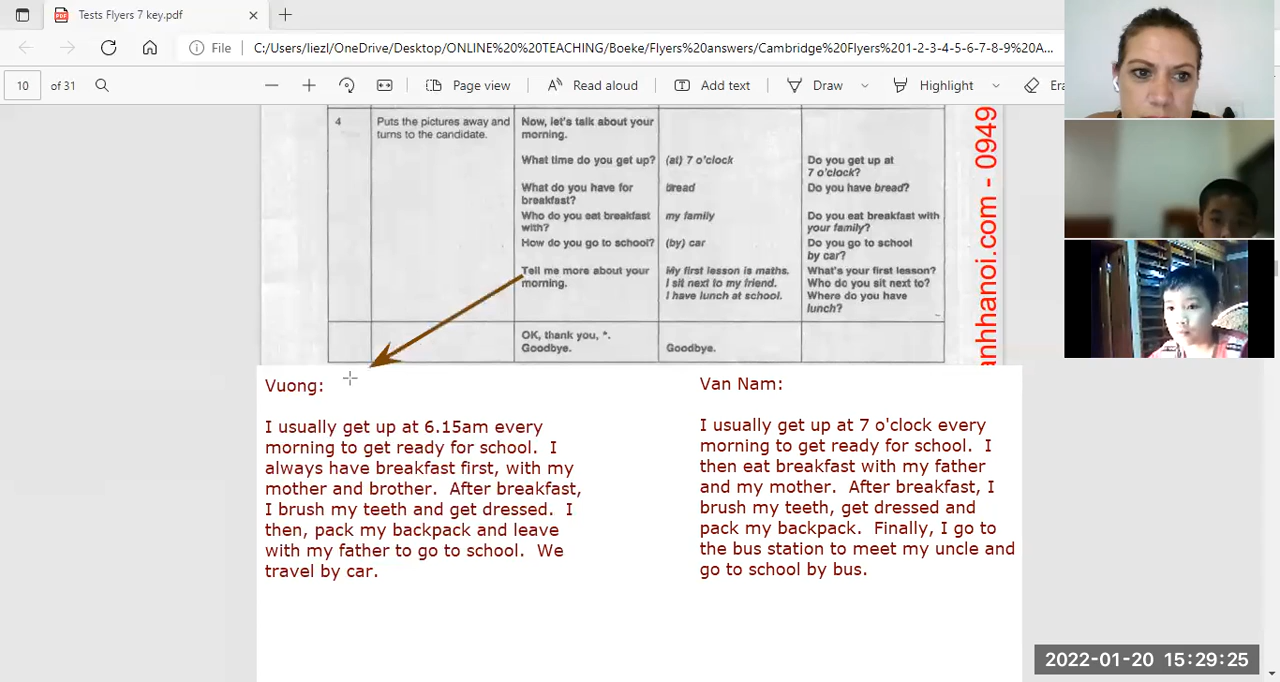 Tests Flyers 7 key.pdf
File
C:/Users/liezl/OneDrive/Desktop/ONLINE%20%20TEACHING/Boeke/Flyers%20answers/Cambridge%20Flyers%201-2-3-4-5-6-7-8-9%20A...
10 of 31
Page view
Read aloud
Add text
Draw
Highlight
Era
4
Puts the pictures away and
turns to the candidate.
Now, let's talk about your
morning.
What time do you get up?
(at) 7 o'clock
Do you get up at
7 o'clock?
What do you have for
breakfast?
Bread
Do you have bread?
Who do you eat breakfast
with?
my family
Do you eat breakfast with
your family?
How do you go to school?
(by) car
Do you go to school
by car?
Tell me more about your
morning.
My first lesson is maths.
I sit next to my friend.
I have lunch at school.
What's your first lesson?
Who do you sit next to?
Where do you have
lunch?
OK, thank you, *.
Goodbye.
Goodbye.
anhhanoi.com - 0949
Vuong:
I usually get up at 6.15am every
morning to get ready for school.  I
always have breakfast first, with my
mother and brother.  After breakfast,
I brush my teeth and get dressed.  I
then, pack my backpack and leave
with my father to go to school.  We
travel by car.
Van Nam:
I usually get up at 7 o'clock every
morning to get ready for school.  I
then eat breakfast with my father
and my mother.  After breakfast, I
brush my teeth, get dressed and
pack my backpack.  Finally, I go to
the bus station to meet my uncle and
go to school by bus.
2022-01-20 15:29:25